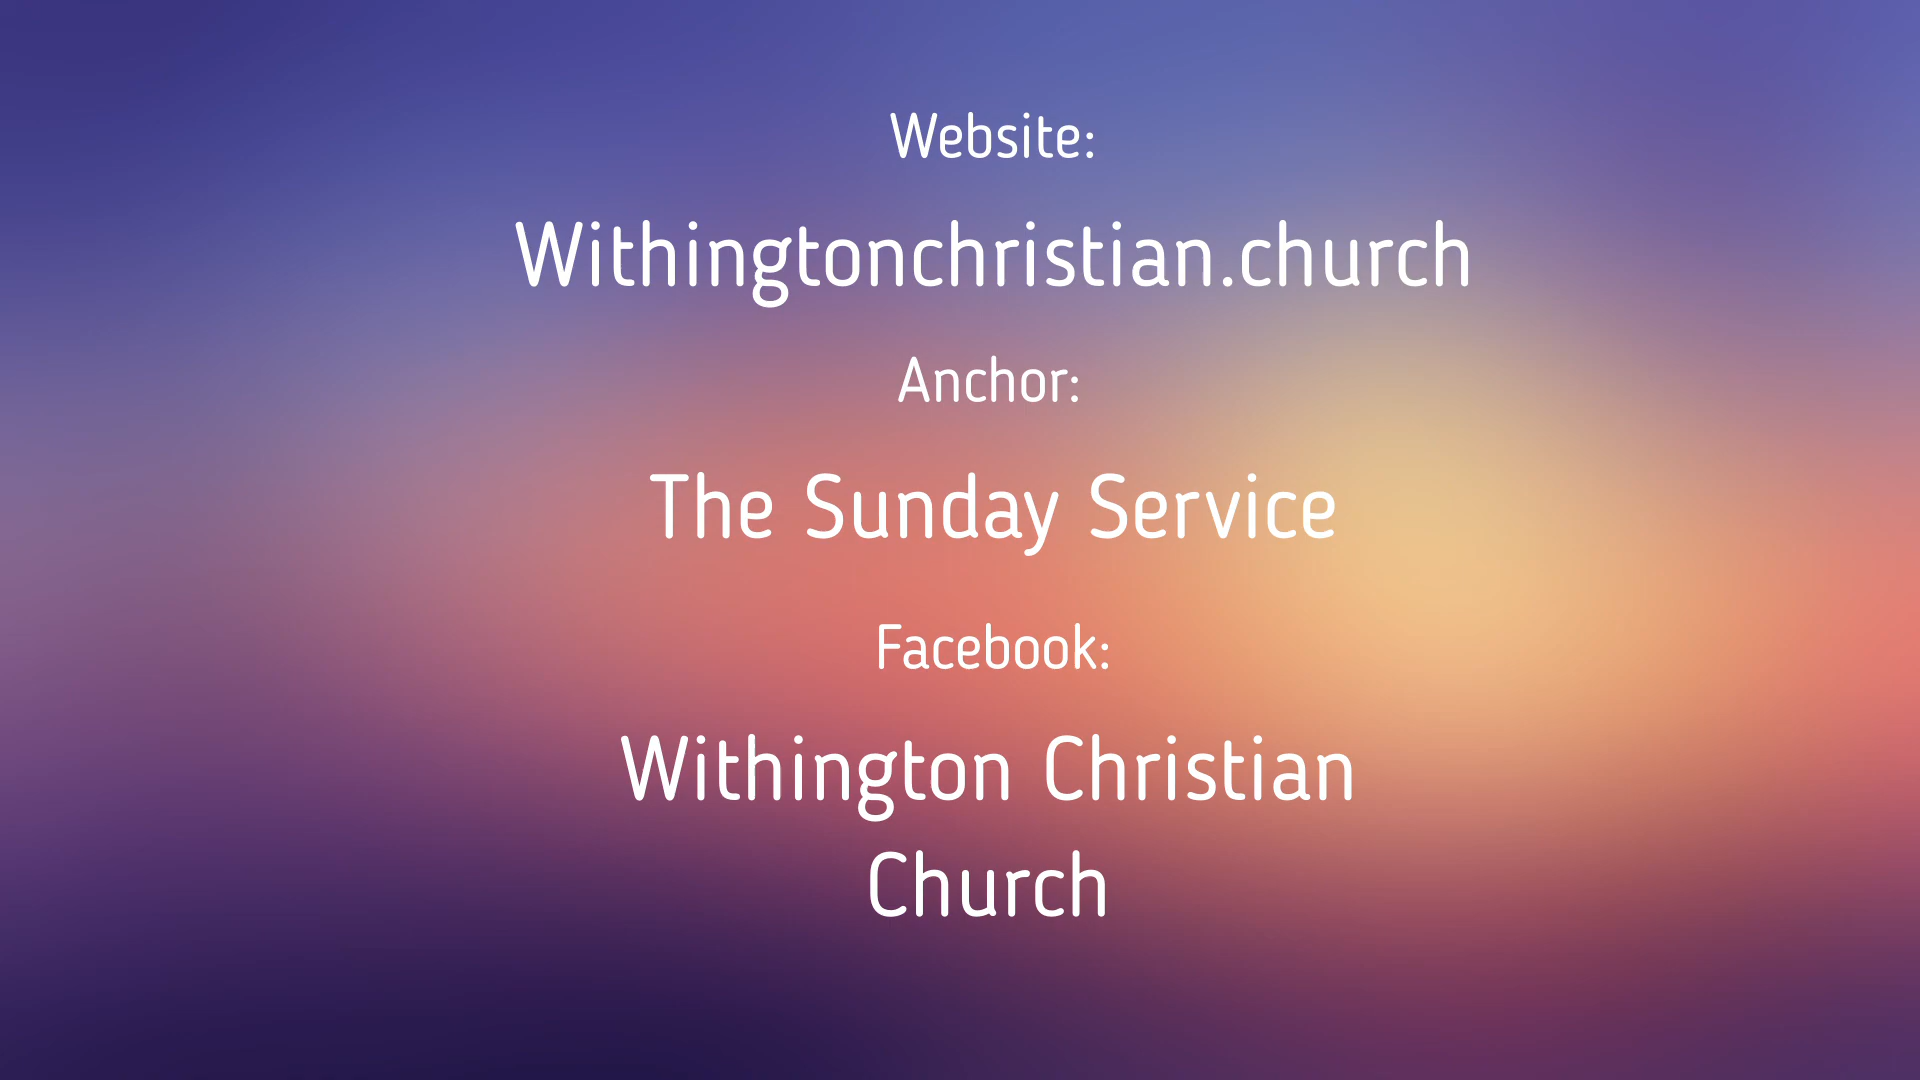 Website:
Withingtonchristian.church
Anchor:
The Sunday Service
Facebook:
Withington Christian
Church